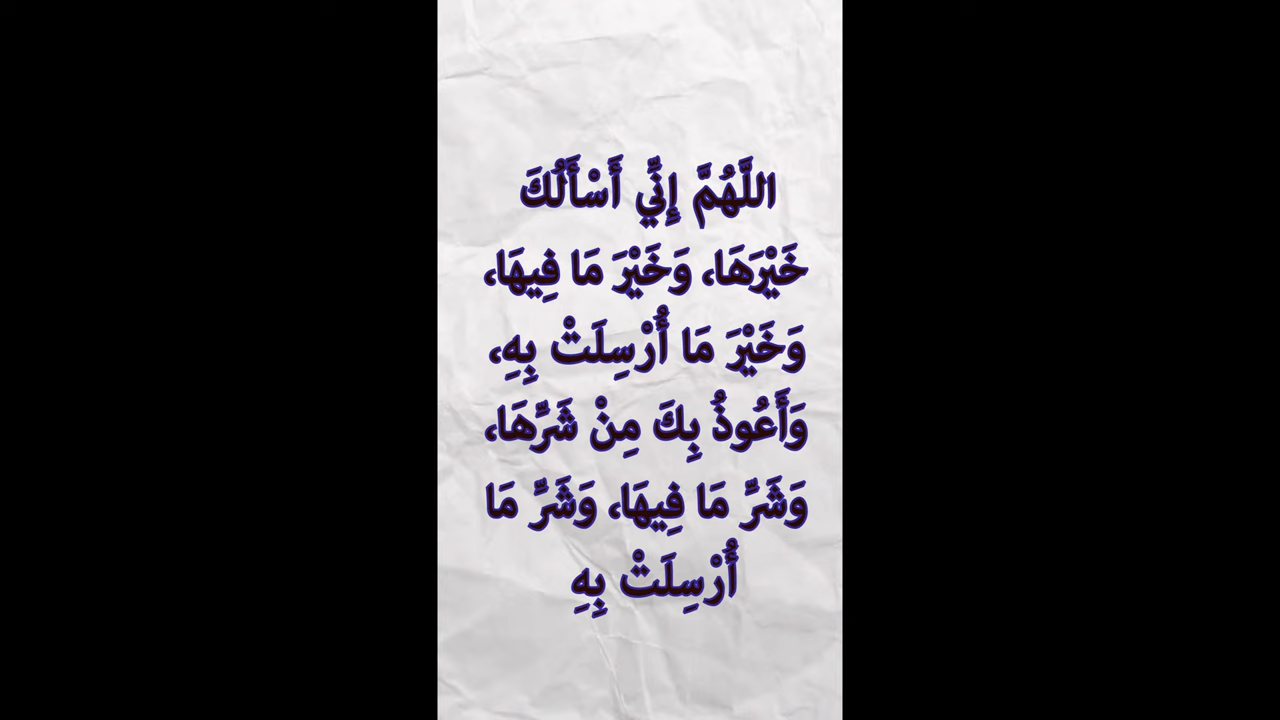 اللَّهُمَّ إِنِّي أَسْأَلُكَ
خَيْرَهَا، وَخَيْرَ مَا فِيهَا،
وَخَيْرَ مَا أُرْسِلَتْ بِهِ،
وَأَعُوذُ بِكَ مِنْ شَرِّهَا،
وَشَرِّ مَا فِيهَا، وَشَرِّ مَا
أُرْسِلَتْ بِهِ